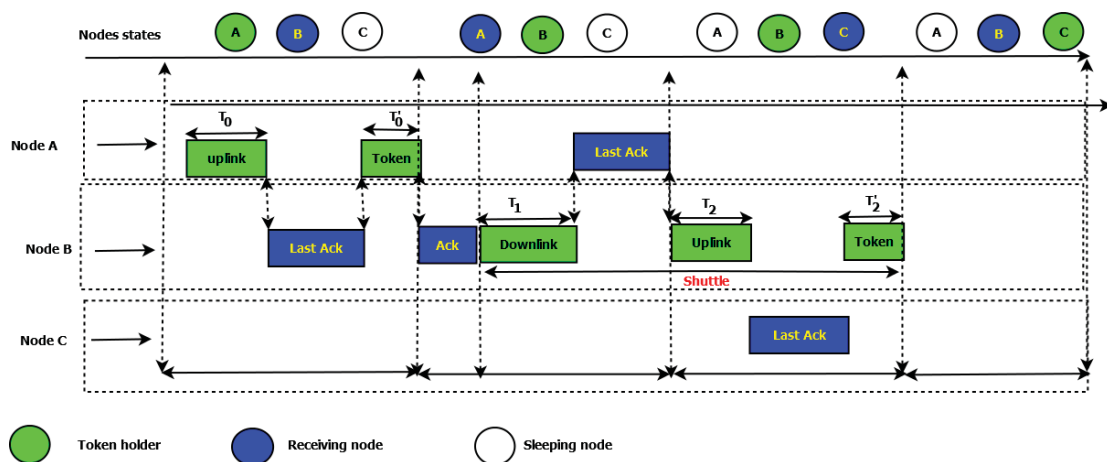 Nodes states A B C A B C A B C A B C
T0 T'0
Node A uplink Token Last Ack
T1 T2 T'2
Node B Last Ack Ack Downlink Uplink Token
Shuttle
Node C Last Ack
Token holder Receiving node Sleeping node